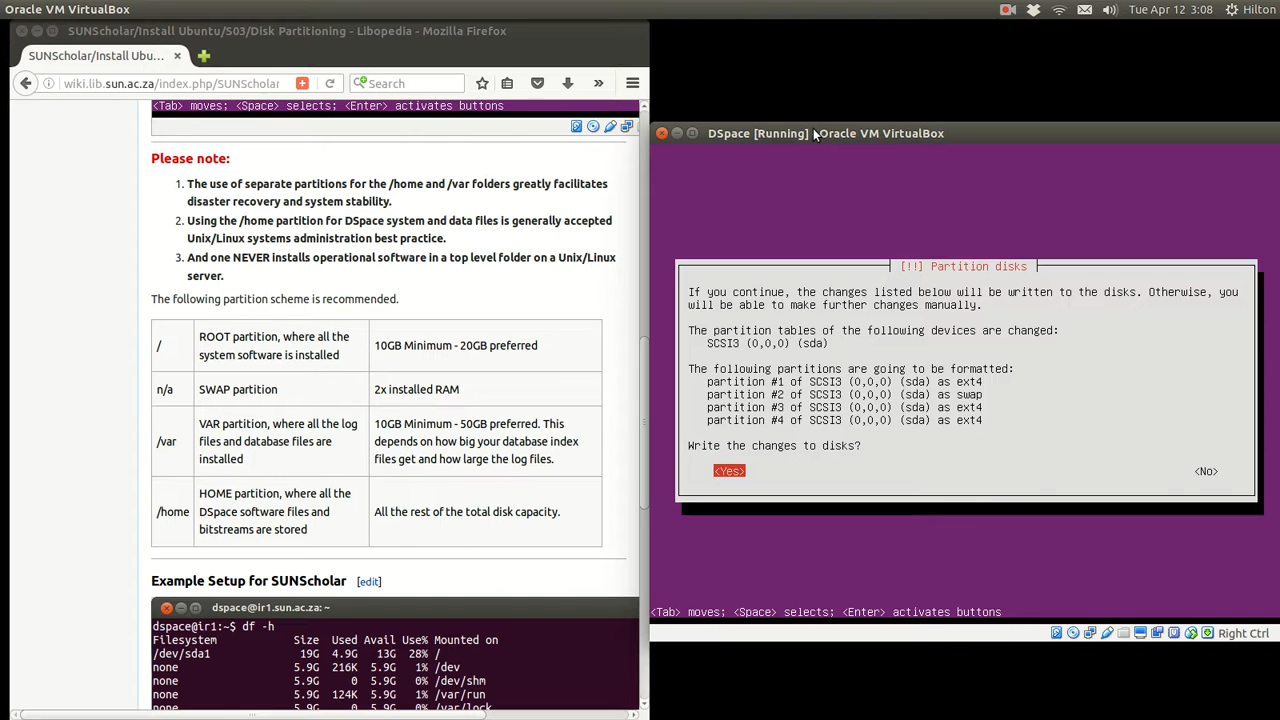 Oracle VM VirtualBox
Tue Apr 12 3:08 Hilton
SUNScholar/Install Ubuntu/S03/Disk Partitioning - Libopedia - Mozilla Firefox
SUNScholar/Install Ubu...
wiki.lib.sun.ac.za/index.php/SUNScholar
Search
<Tab> moves; <Space> selects; <Enter> activates buttons
Please note:
1. The use of separate partitions for the /home and /var folders greatly facilitates
disaster recovery and system stability.
2. Using the /home partition for DSpace system and data files is generally accepted
Unix/Linux systems administration best practice.
3. And one NEVER installs operational software in a top level folder on a Unix/Linux
server.
The following partition scheme is recommended.
/ ROOT partition, where all the
system software is installed
10GB Minimum - 20GB preferred
n/a SWAP partition 2x installed RAM
/var VAR partition, where all the log
files and database files are
installed
10GB Minimum - 50GB preferred. This
depends on how big your database index
files get and how large the log files.
/home HOME partition, where all the
DSpace software files and
bitstreams are stored
All the rest of the total disk capacity.
Example Setup for SUNScholar [edit]
dspace@ir1.sun.ac.za: ~
dspace@ir1:~$ df -h
Filesystem Size Used Avail Use% Mounted on
/dev/sda1 19G 4.9G 13G 28% /
none 5.9G 216K 5.9G 1% /dev
none 5.9G 0 5.9G 0% /dev/shm
none 5.9G 124K 5.9G 1% /var/run
none 5.9G 0 5.9G 0% /var/lock
DSpace [Running] - Oracle VM VirtualBox
[!!] Partition disks
If you continue, the changes listed below will be written to the disks. Otherwise, you
will be able to make further changes manually.
The partition tables of the following devices are changed:
SCSI3 (0,0,0) (sda)
The following partitions are going to be formatted:
partition #1 of SCSI3 (0,0,0) (sda) as ext4
partition #2 of SCSI3 (0,0,0) (sda) as swap
partition #3 of SCSI3 (0,0,0) (sda) as ext4
partition #4 of SCSI3 (0,0,0) (sda) as ext4
Write the changes to disks?
<Yes> <No>
<Tab> moves; <Space> selects; <Enter> activates buttons
Right Ctrl